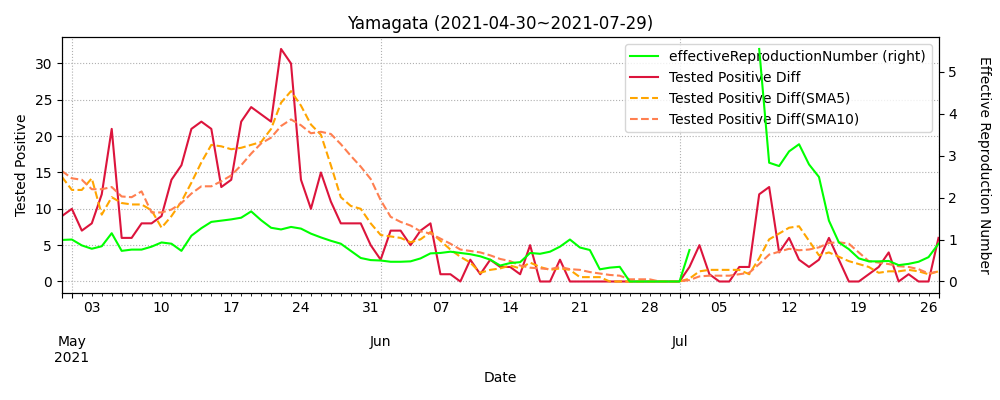 Yamagata (2021-04-30~2021-07-29)
effectiveReproductionNumber (right)
Tested Positive Diff
Tested Positive Diff(SMA5)
Tested Positive Diff(SMA10)
Tested Positive
30
25
20
15
10
5
0
Effective Reproduction Number
5
4
3
2
1
0
03 10 17 24 31 07 14 21 28 05 12 19 26
May Jun Jul
2021
Date